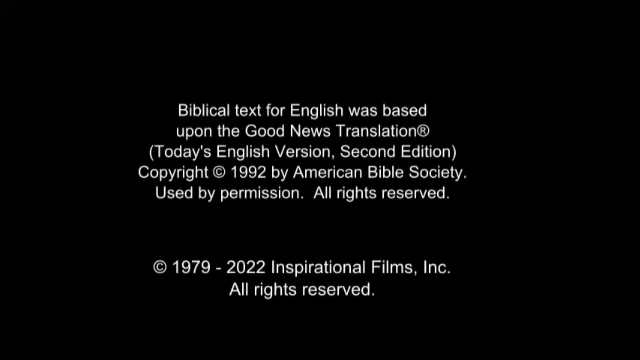 Biblical text for English was based
upon the Good News Translation®
(Today's English Version, Second Edition)
Copyright © 1992 by American Bible Society.
Used by permission.  All rights reserved.
© 1979 - 2022 Inspirational Films, Inc.
All rights reserved.